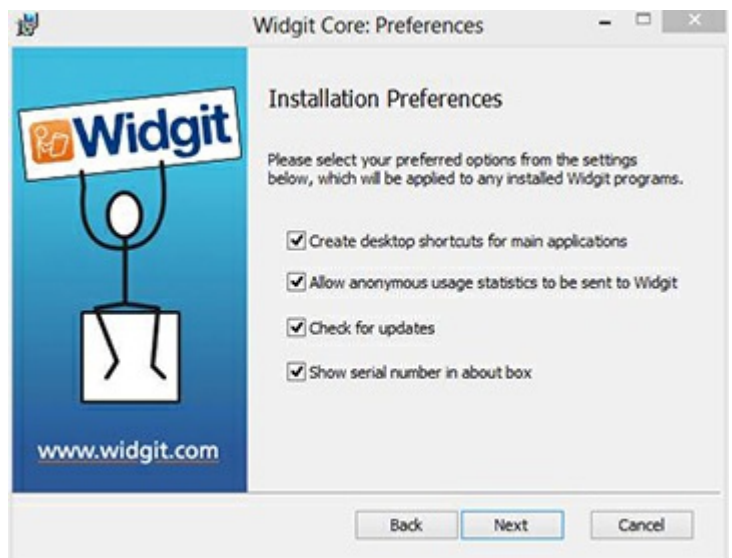 Widgit Core: Preferences
Widgit
Installation Preferences
Please select your preferred options from the settings
below, which will be applied to any installed Widgit programs.
Create desktop shortcuts for main applications
Allow anonymous usage statistics to be sent to Widgit
Check for updates
Show serial number in about box
www.widgit.com
Back Next Cancel